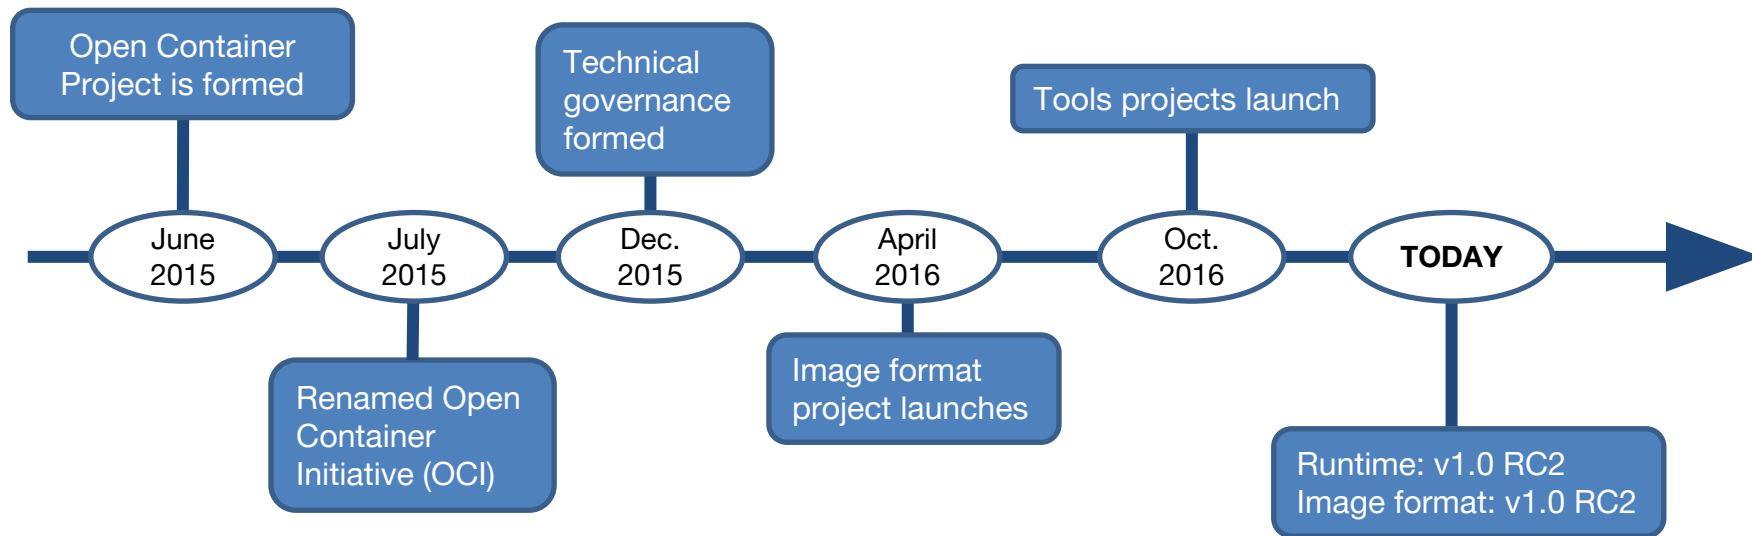 Open Container
Project is formed
Technical
governance
formed
Tools projects launch
June
2015
July
2015
Dec.
2015
April
2016
Oct.
2016
TODAY
Renamed Open
Container
Initiative (OCI)
Image format
project launches
Runtime: v1.0 RC2
Image format: v1.0 RC2